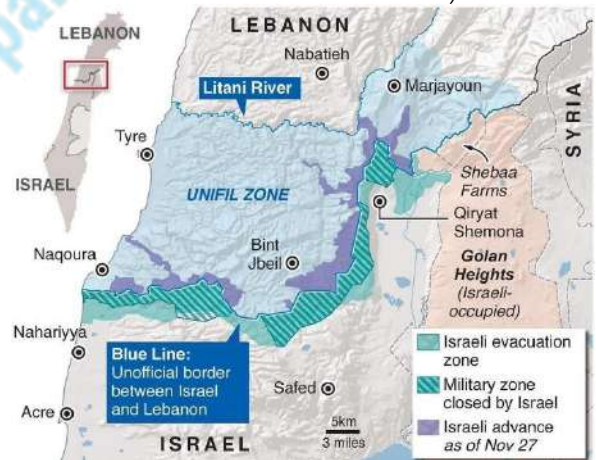 LEBANON
LEBANON
Nabatieh
Litani River
Marjayoun
SYRIA
Tyre
ISRAEL
UNIFIL ZONE
Shebaa
Farms
Qiryat
Shemona
Bint
Jbeil
Naqoura
Golan
Heights
(Israeli-
occupied)
Nahariyya
Blue Line:
Unofficial border
between Israel
and Lebanon
Safed
Acre
ISRAEL
5km
3 miles
Israeli evacuation
zone
Military zone
closed by Israel
Israeli advance
as of Nov 27